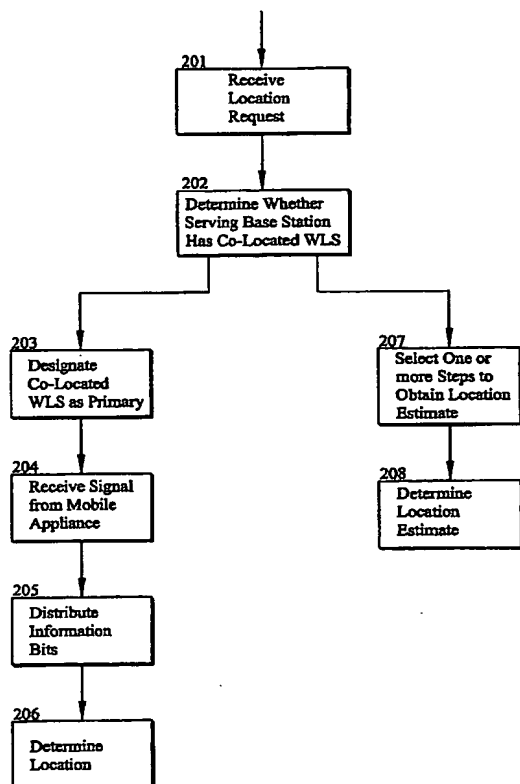 201
Receive
Location
Request
202
Determine Whether
Serving Base Station
Has Co-Located WLS
203
Designate
Co-Located
WLS as Primary
204
Receive Signal
from Mobile
Appliance
205
Distribute
Information
Bits
206
Determine
Location
207
Select One or
more Steps to
Obtain Location
Estimate
208
Determine
Location
Estimate